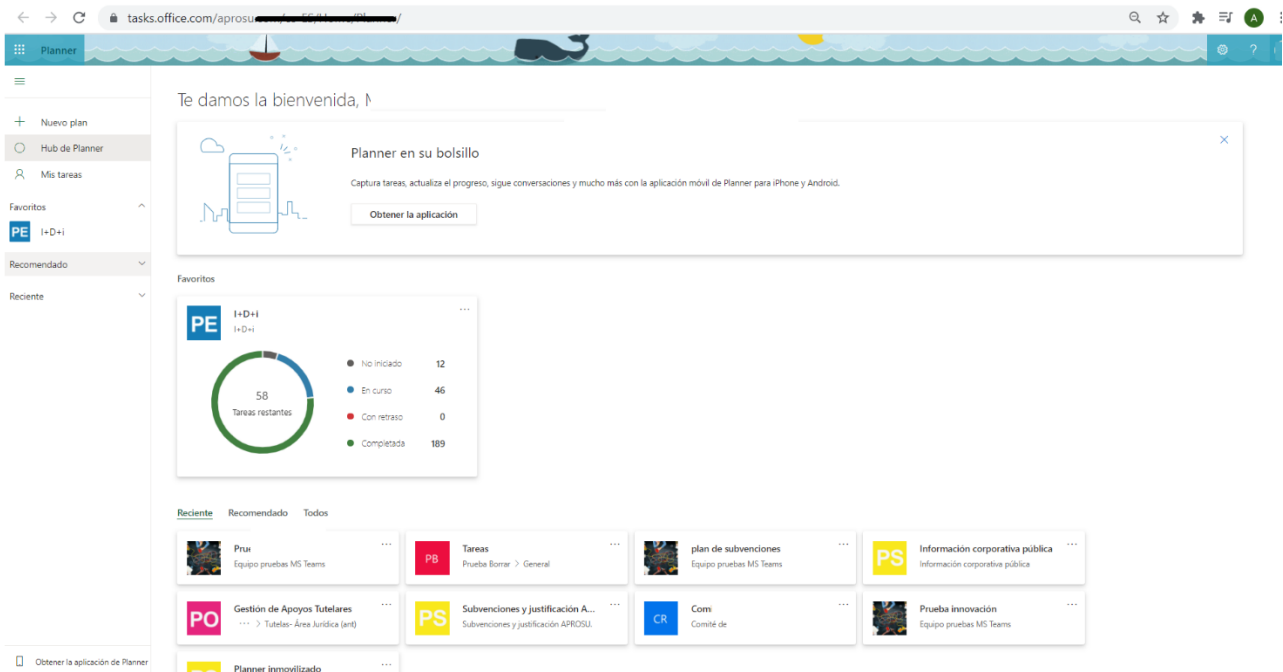 tasks.office.com/aprosu
Planner
?
Te damos la bienvenida,
Nuevo plan
Hub de Planner
Mis tareas
Favoritos
PE I+D+i
Recomendado
Reciente
Planner en su bolsillo
Captura tareas, actualiza el progreso, sigue conversaciones y mucho más con la aplicación móvil de Planner para iPhone y Android.
Obtener la aplicación
Favoritos
PE
I+D+i
I+D+i
58
Tareas restantes
No iniciado 12
En curso 46
Con retraso 0
Completada 189
Reciente Recomendado Todos
Equipo pruebas MS Teams
PB
Tareas
Prueba Borrar > General
plan de subvenciones
Equipo pruebas MS Teams
PS
Información corporativa pública
Información corporativa pública
PO
Gestión de Apoyos Tutelares
··· > Tutelas- Área Jurídica (ant)
PS
Subvenciones y justificación A...
Subvenciones y justificación APROSU.
CR
Comité de
Prueba innovación
Equipo pruebas MS Teams
Planner inmovilizado
Obtener la aplicación de Planner
A